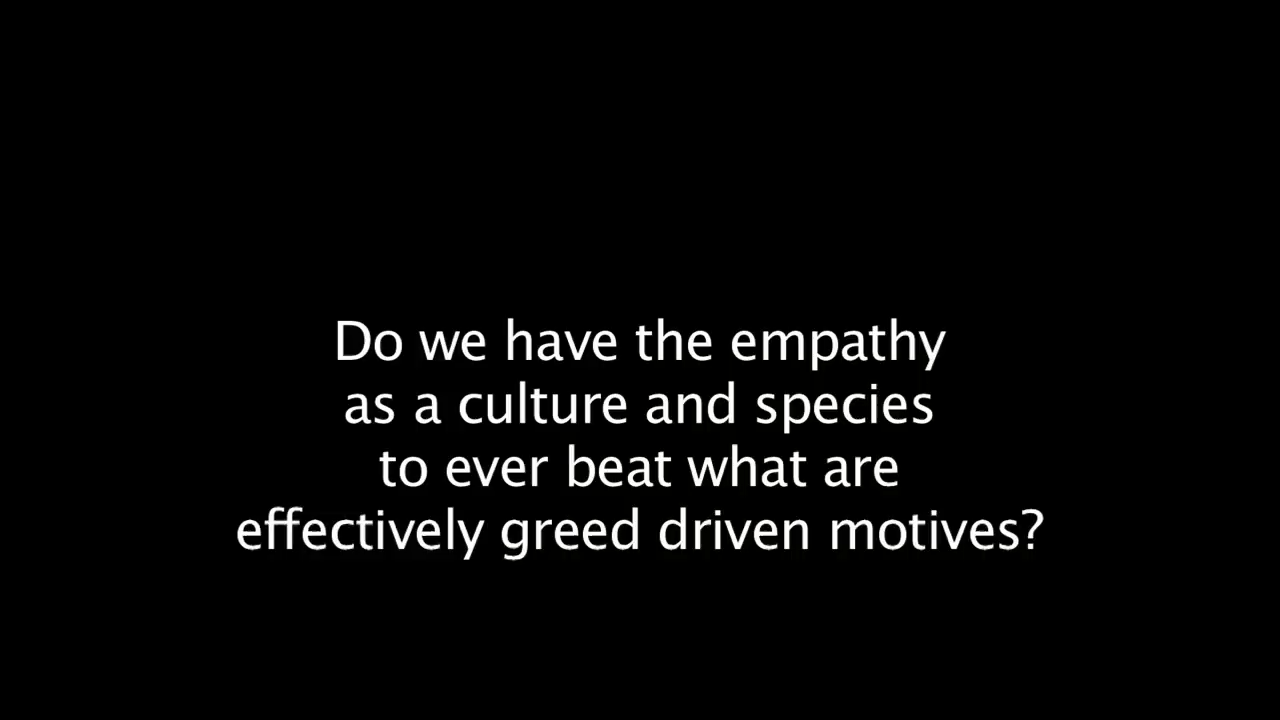 Do we have the empathy
as a culture and species
to ever beat what are
effectively greed driven motives?